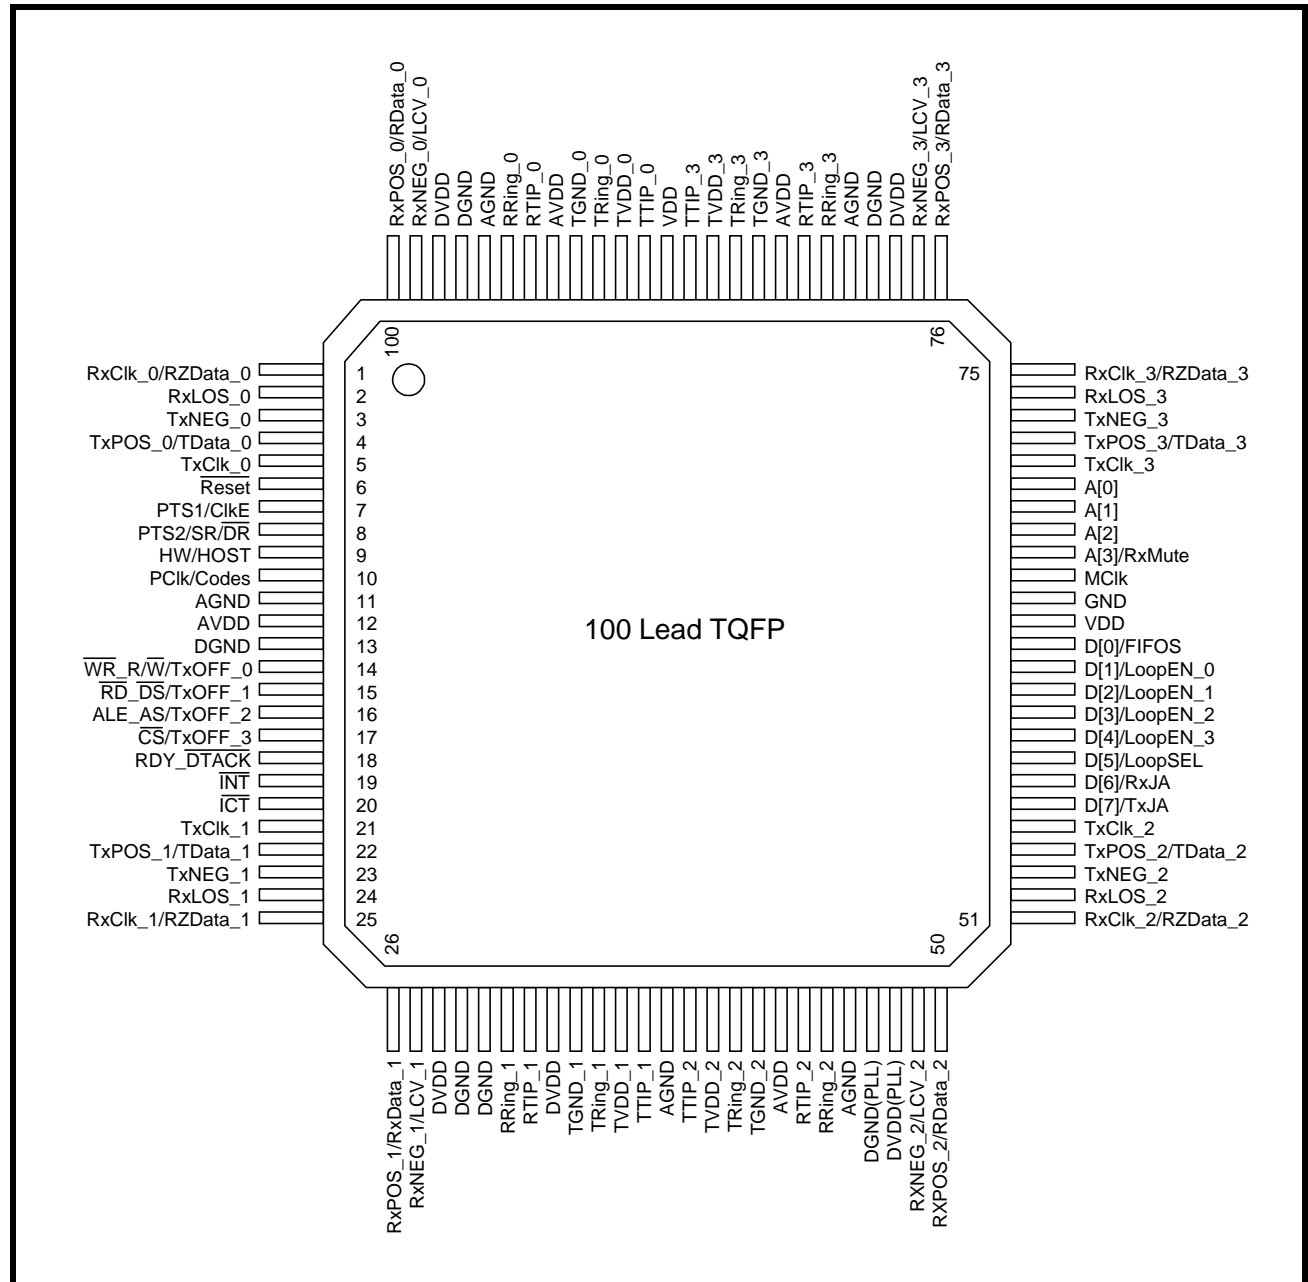 RxPOS_0/RData_0
RxNEG_0/LCV_0
DVDD
DGND
AGND
RRing_0
RTIP_0
AVDD
TGND_0
TRing_0
TVDD_0
TTIP_0
VDD
TTIP_3
TVDD_3
TRing_3
TGND_3
AVDD
RTIP_3
RRing_3
AGND
DGND
DVDD
RxNEG_3/LCV_3
RxPOS_3/RData_3
100
76
RxClk_0/RZData_0 1
RxLOS_0 2
TxNEG_0 3
TxPOS_0/TData_0 4
TxClk_0 5
Reset 6
PTS1/ClkE 7
PTS2/SR/DR 8
HW/HOST 9
PClk/Codes 10
AGND 11
AVDD 12
DGND 13
WR_R/W/TxOFF_0 14
RD_DS/TxOFF_1 15
ALE_AS/TxOFF_2 16
CS/TxOFF_3 17
RDY_DTACK 18
INT 19
ICT 20
TxClk_1 21
TxPOS_1/TData_1 22
TxNEG_1 23
RxLOS_1 24
RxClk_1/RZData_1 25
100 Lead TQFP
75 RxClk_3/RZData_3
RxLOS_3
TxNEG_3
TxPOS_3/TData_3
TxClk_3
A[0]
A[1]
A[2]
A[3]/RxMute
MClk
GND
VDD
D[0]/FIFOS
D[1]/LoopEN_0
D[2]/LoopEN_1
D[3]/LoopEN_2
D[4]/LoopEN_3
D[5]/LoopSEL
D[6]/RxJA
D[7]/TxJA
TxClk_2
TxPOS_2/TData_2
TxNEG_2
RxLOS_2
51 RxClk_2/RZData_2
26
50
RxPOS_1/RxData_1
RxNEG_1/LCV_1
DVDD
DGND
DGND
RRing_1
RTIP_1
DVDD
TGND_1
TRing_1
TVDD_1
TTIP_1
AGND
TTIP_2
TVDD_2
TRing_2
TGND_2
AVDD
RTIP_2
RRing_2
AGND
DGND(PLL)
DVDD(PLL)
RXNEG_2/LCV_2
RXPOS_2/RData_2